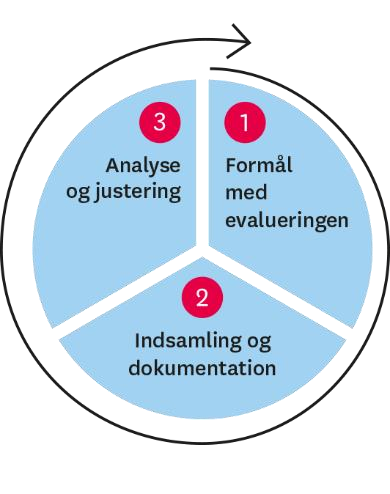 1
Formål
med
evalueringen
2
Indsamling og
dokumentation
3
Analyse
og justering